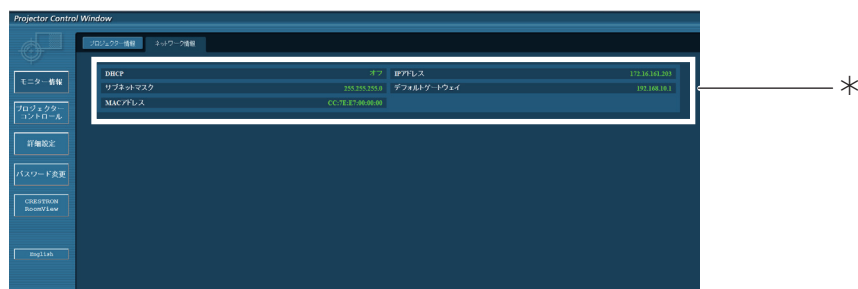 Projector Control Window
プロジェクター情報 ネットワーク情報
DHCP オフ IPアドレス 172.16.161.203
サブネットマスク 255.255.255.0 デフォルトゲートウェイ 192.168.10.1
MACアドレス CC:7E:E7:00:00:00
モニター情報
プロジェクター
コントロール
詳細設定
パスワード変更
CRESTRON
RoomView
English
*